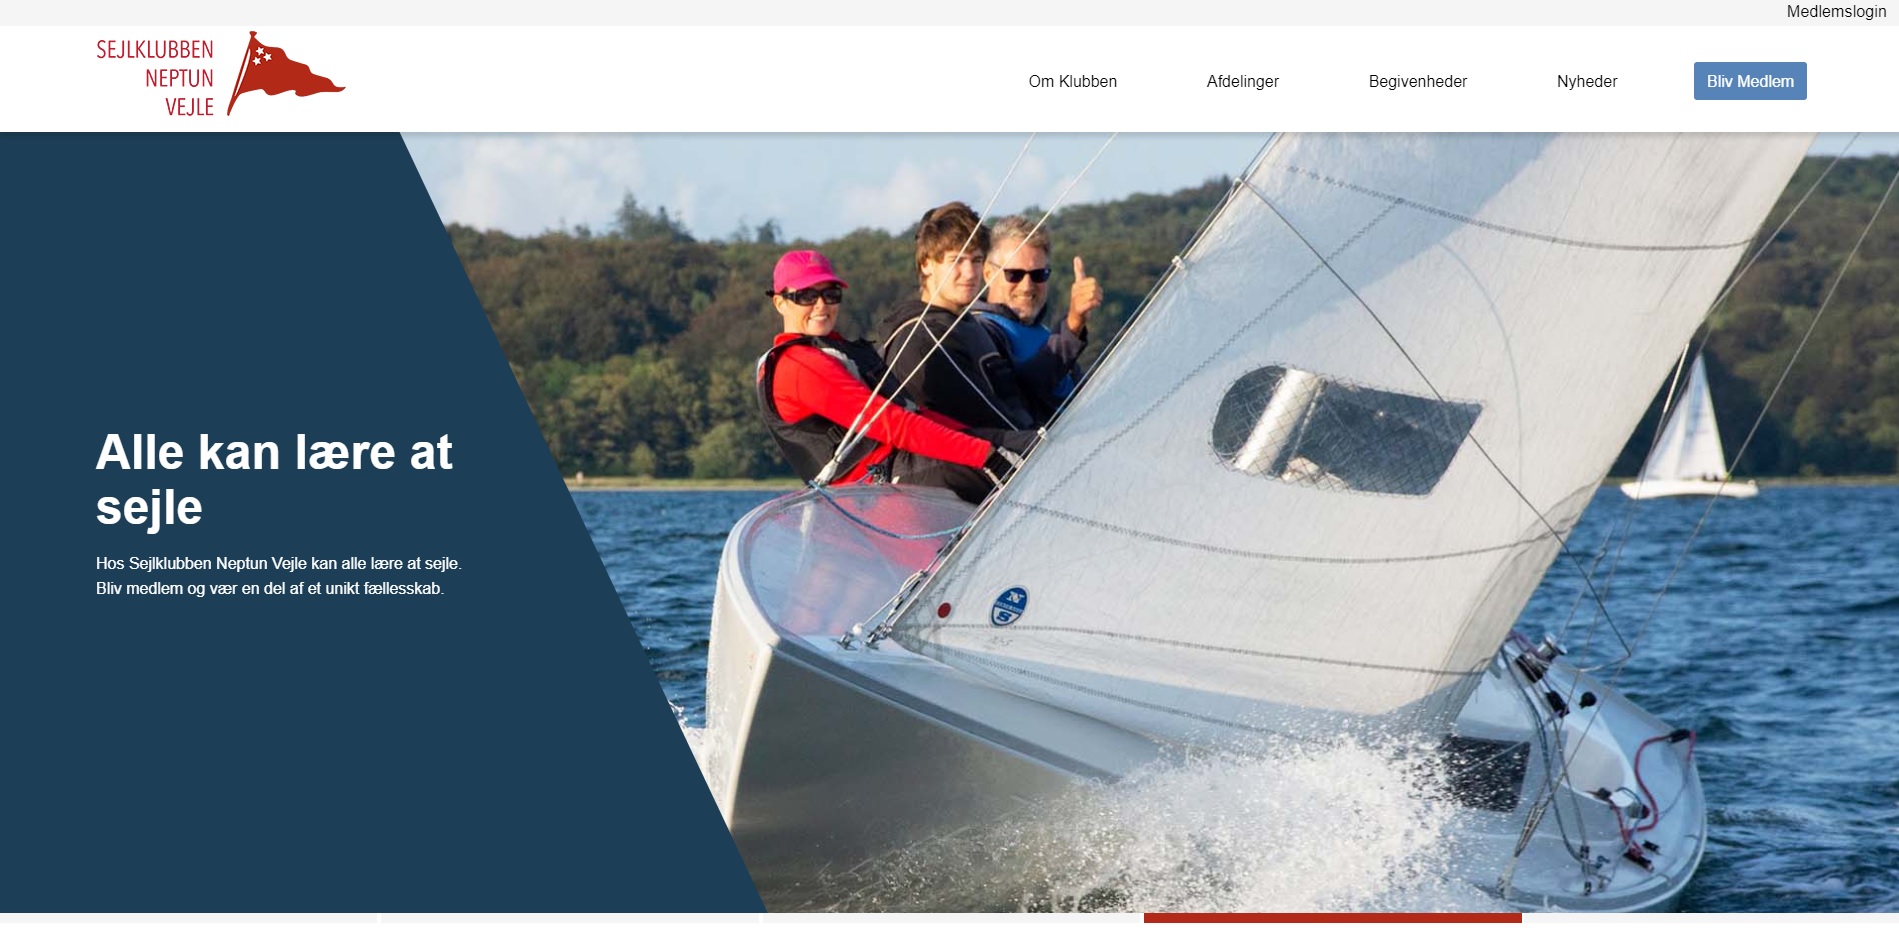 Medlemslogin
SEJLKLUBBEN
NEPTUN
VEJLE
Om Klubben
Afdelinger
Begivenheder
Nyheder
Bliv Medlem
Alle kan lære at
sejle
Hos Sejlklubben Neptun Vejle kan alle lære at sejle.
Bliv medlem og vær en del af et unikt fællesskab.
N
S